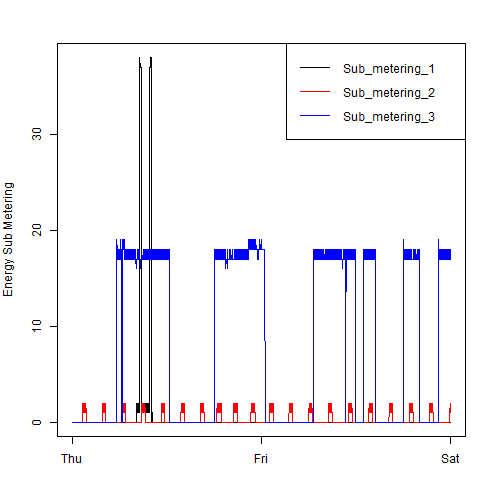 Sub_metering_1
Sub_metering_2
Sub_metering_3
Energy Sub Metering
30
20
10
0
Thu
Fri
Sat